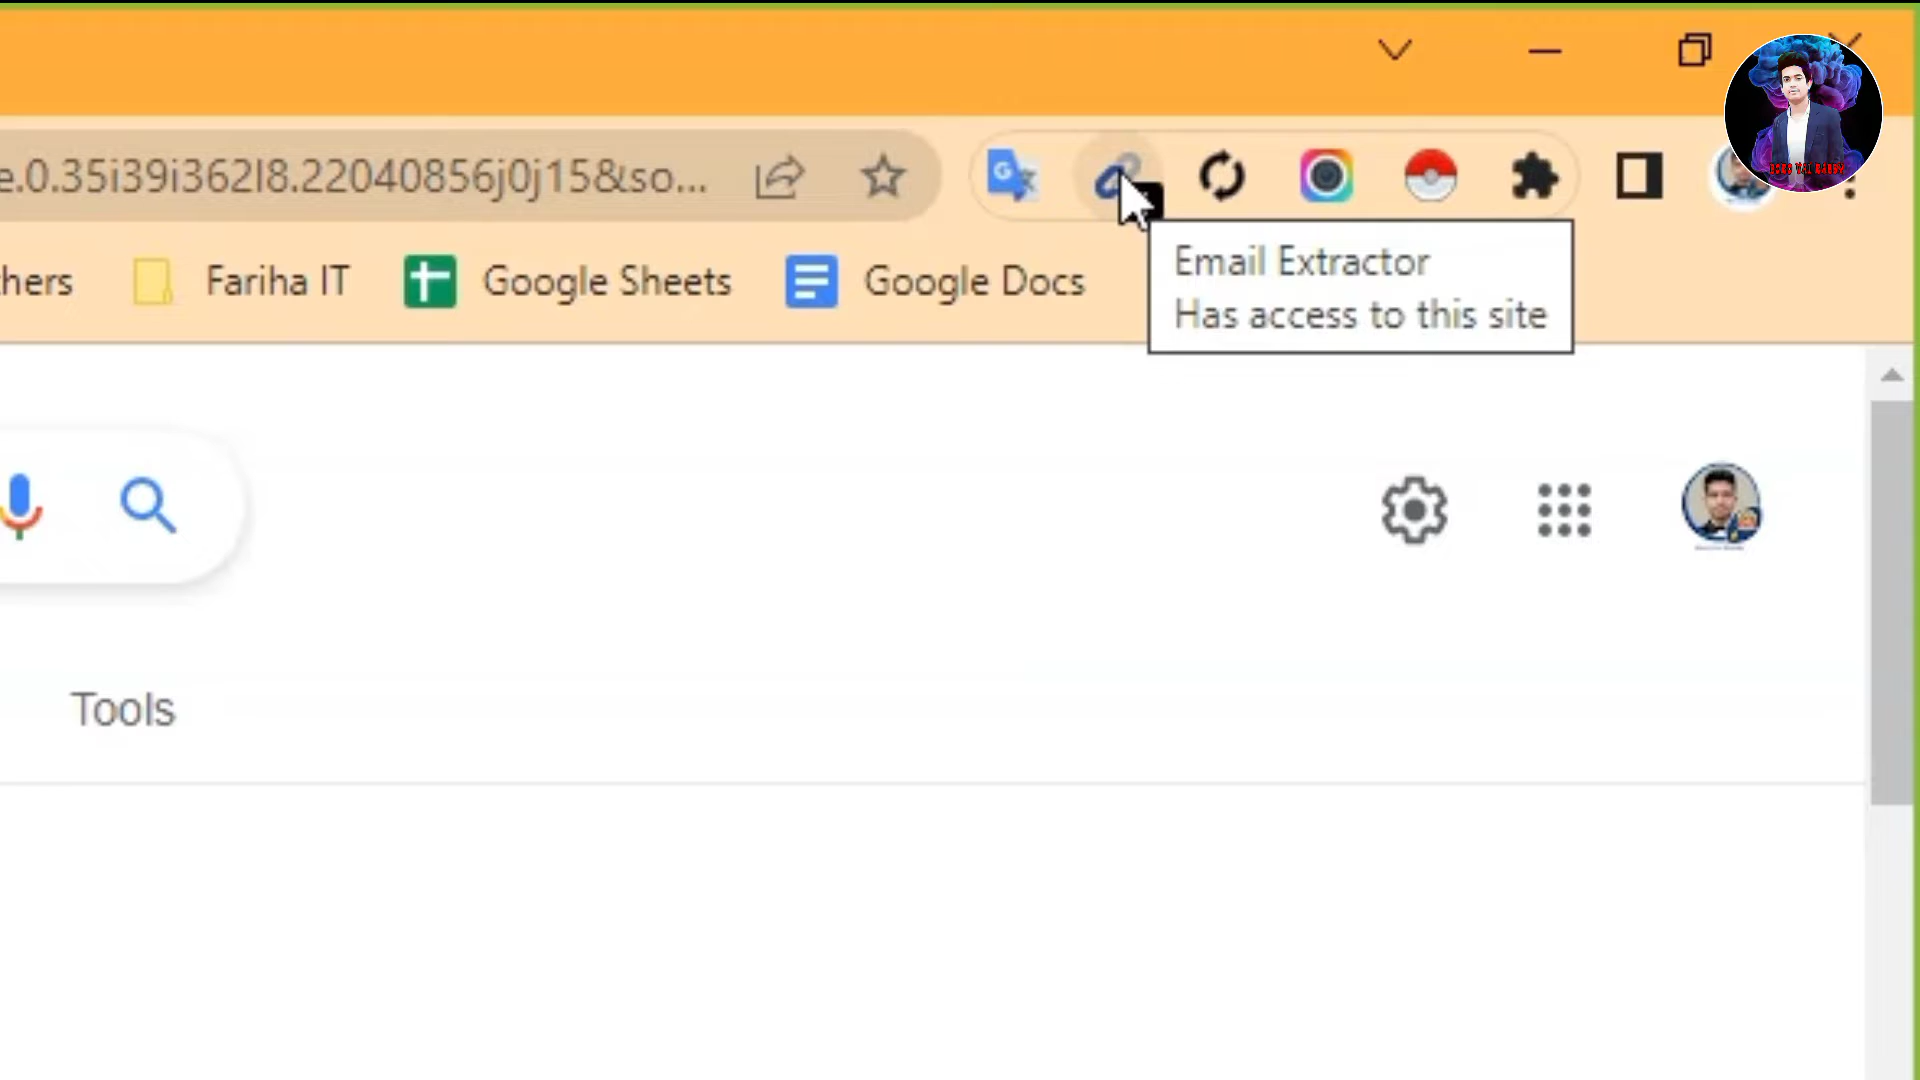 e.0.35i39i362l8.22040856j0j15&so...
hers
Fariha IT
Google Sheets
Google Docs
Email Extractor
Has access to this site
Tools